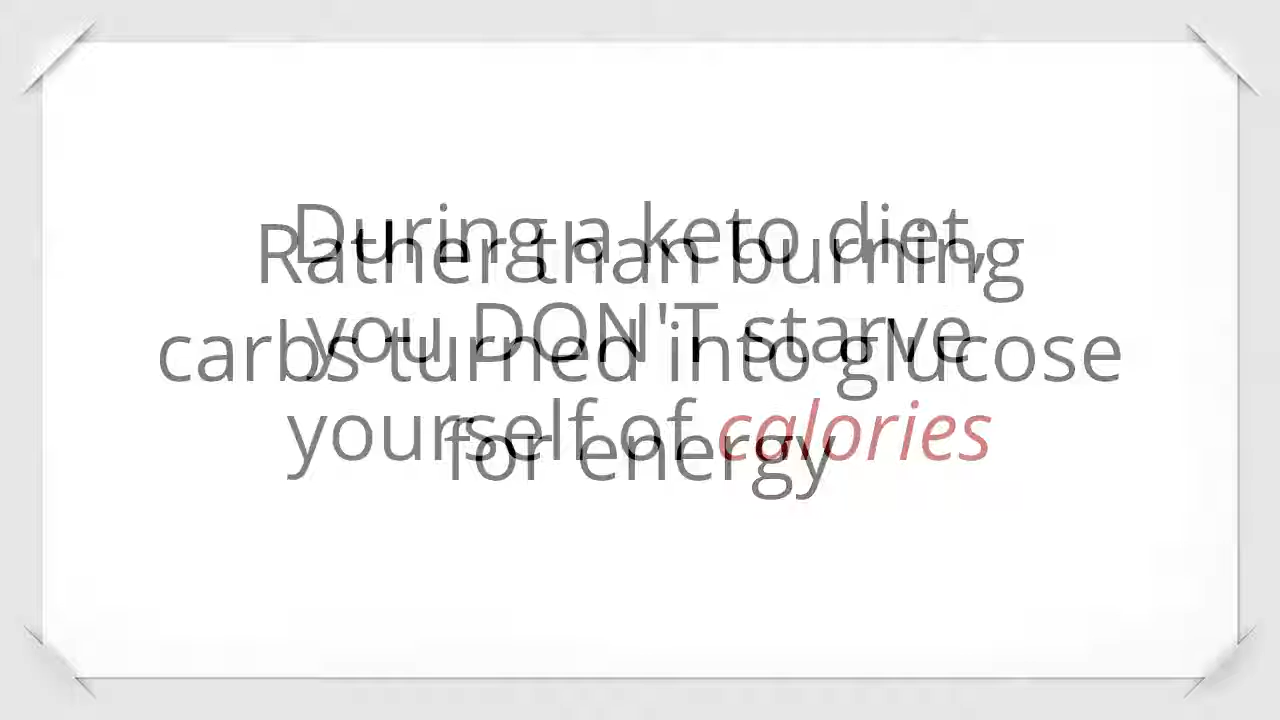 During a keto diet,
you DON'T starve
yourself of calories
Rather than burning
carbs turned into glucose
for energy